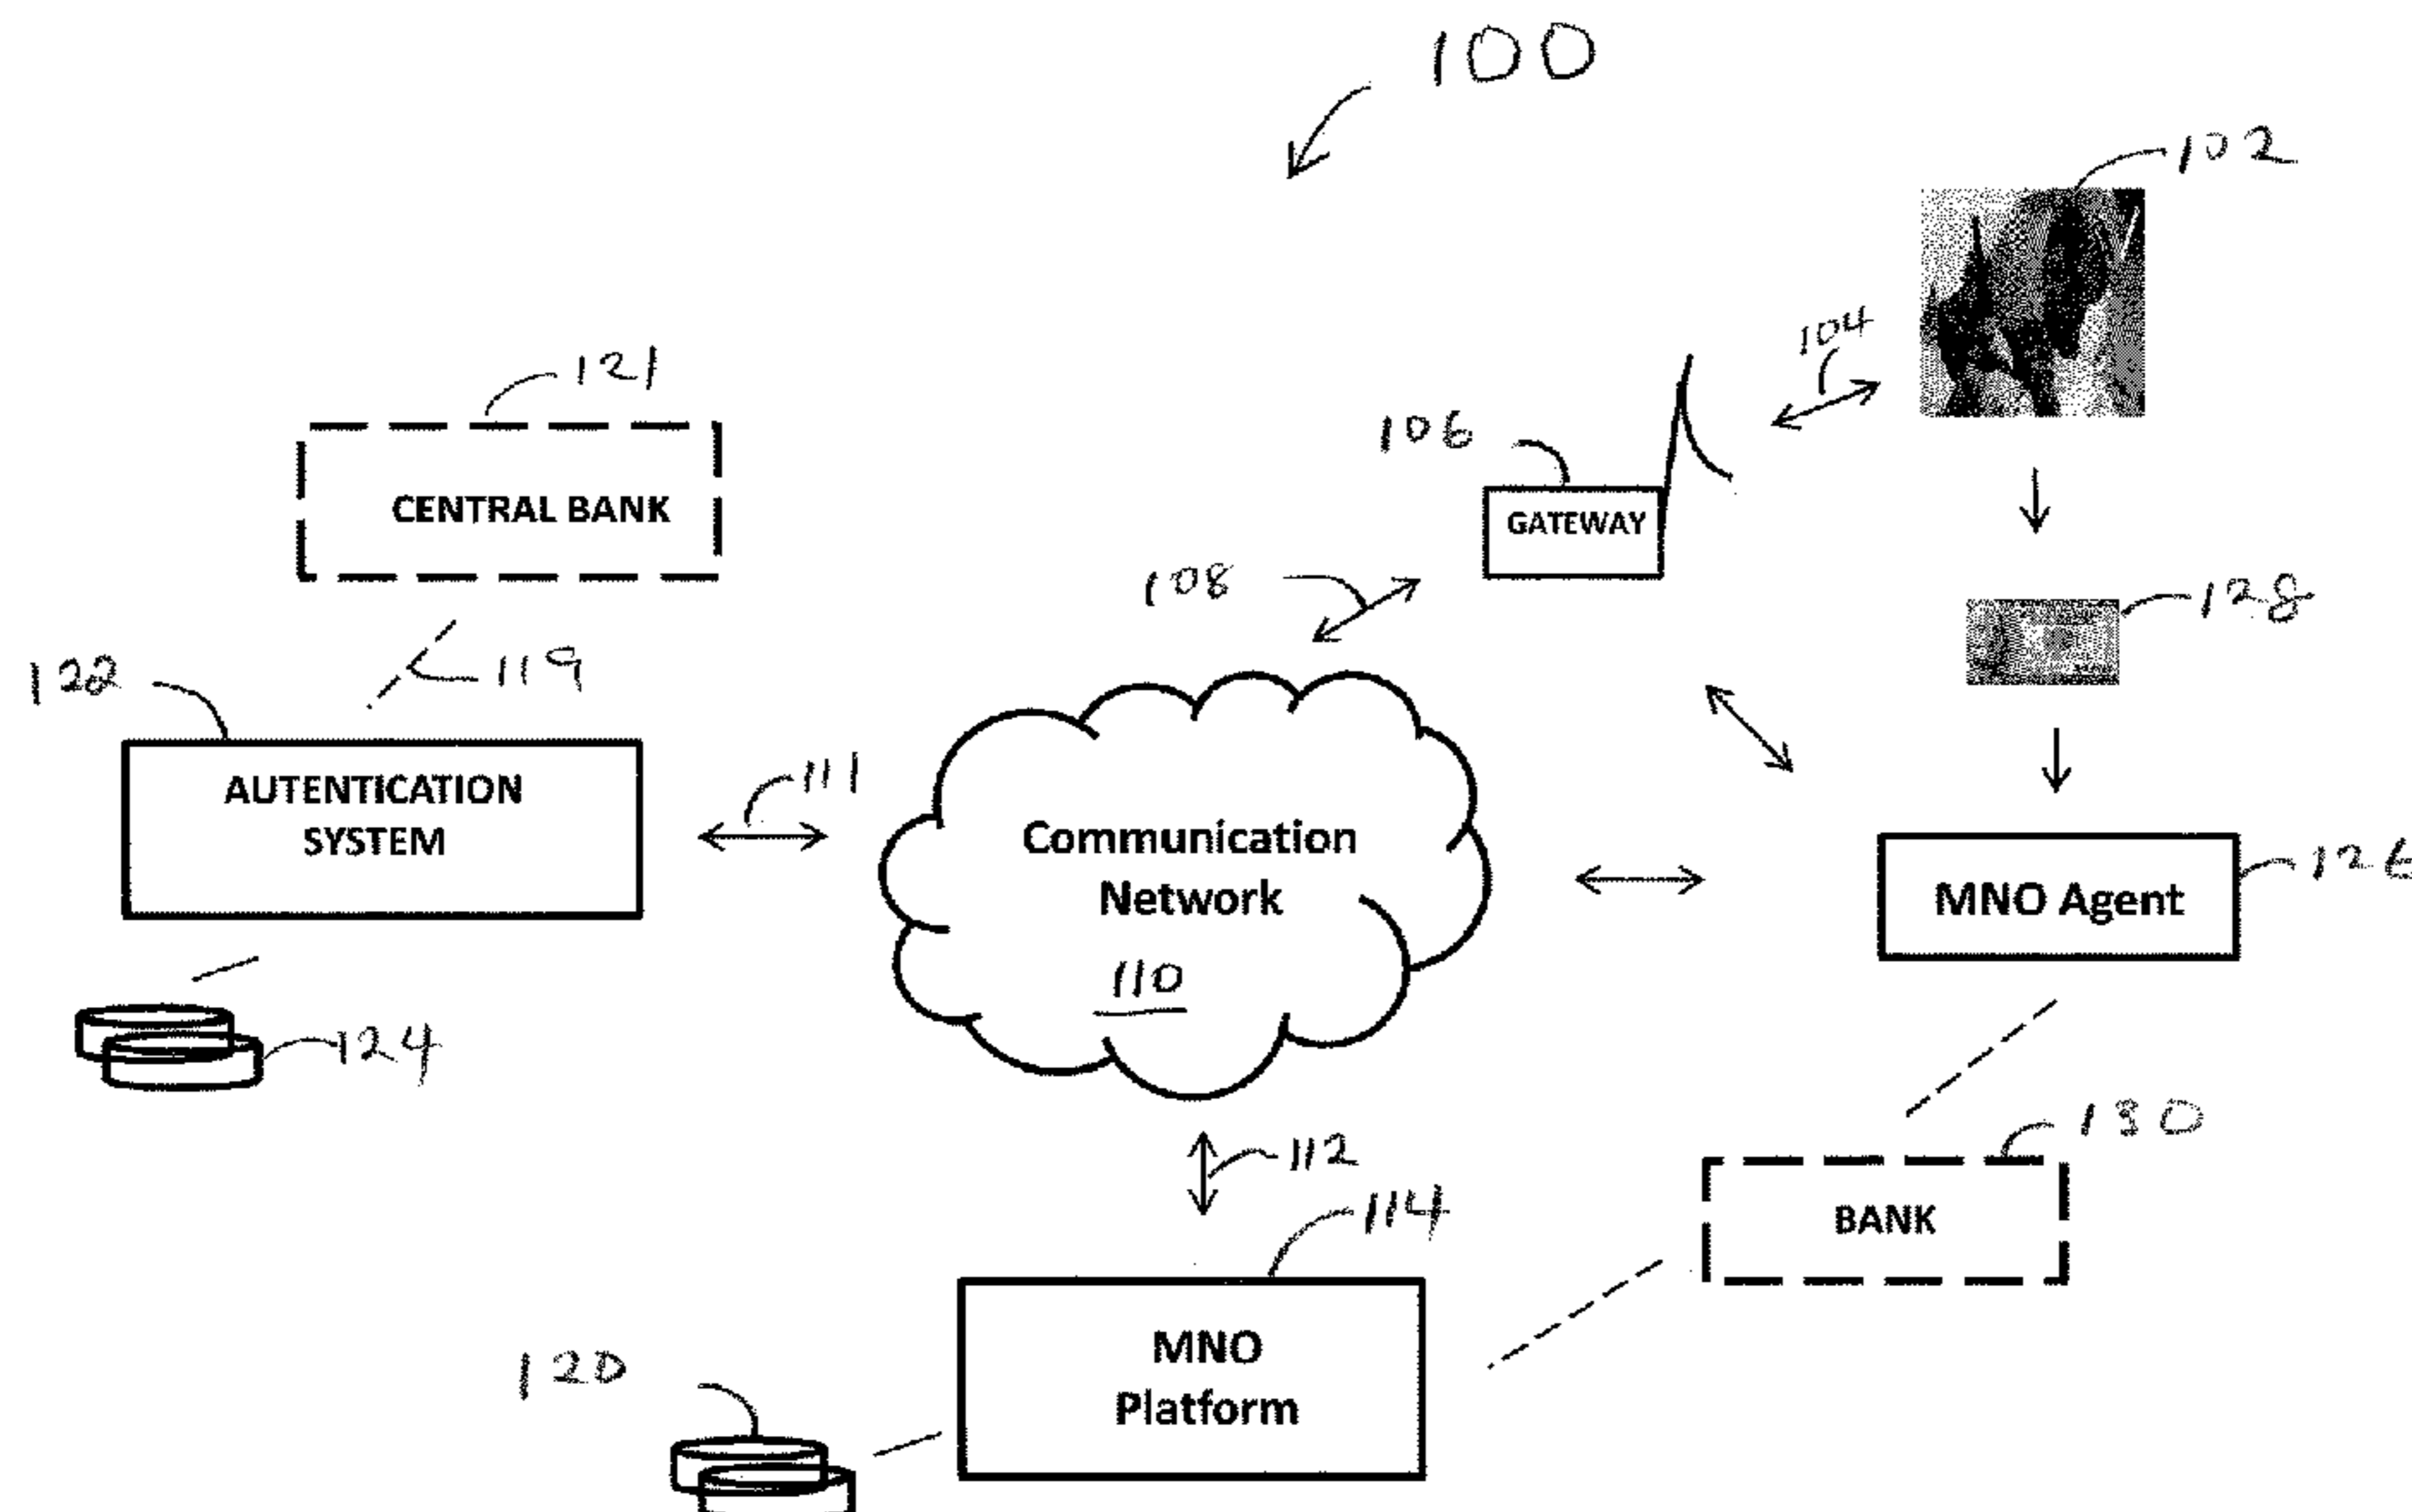 100
102
104
121
106
CENTRAL BANK
GATEWAY
108
128
122
119
111
AUTENTICATION
SYSTEM
Communication
Network
110
126
MNO Agent
124
130
112
114
BANK
120
MNO
Platform